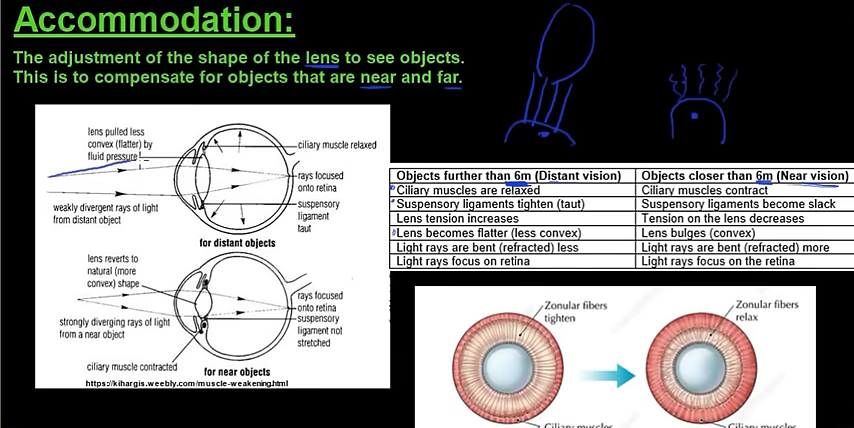 Accommodation:
The adjustment of the shape of the lens to see objects.
This is to compensate for objects that are near and far.
lens pulled less
convex (flatter) by
fluid pressure
ciliary muscle relaxed
rays focused
onto retina
weakly divergent rays of light
from distant object
suspensory
ligament
taut
for distant objects
lens reverts to
natural (more
convex) shape
rays focused
onto retina
strongly diverging rays of light
from a near object
suspensory
ligament not
stretched
ciliary muscle contracted
for near objects
https://kihargis.weebly.com/muscle-weakening.html
Objects further than 6m (Distant vision) Objects closer than 6m (Near vision)
Ciliary muscles are relaxed Ciliary muscles contract
Suspensory ligaments tighten (taut) Suspensory ligaments become slack
Lens tension increases Tension on the lens decreases
Lens becomes flatter (less convex) Lens bulges (convex)
Light rays are bent (refracted) less Light rays are bent (refracted) more
Light rays focus on retina Light rays focus on the retina
Zonular fibers
tighten
Zonular fibers
relax
Ciliary muscles
Ciliary muscles